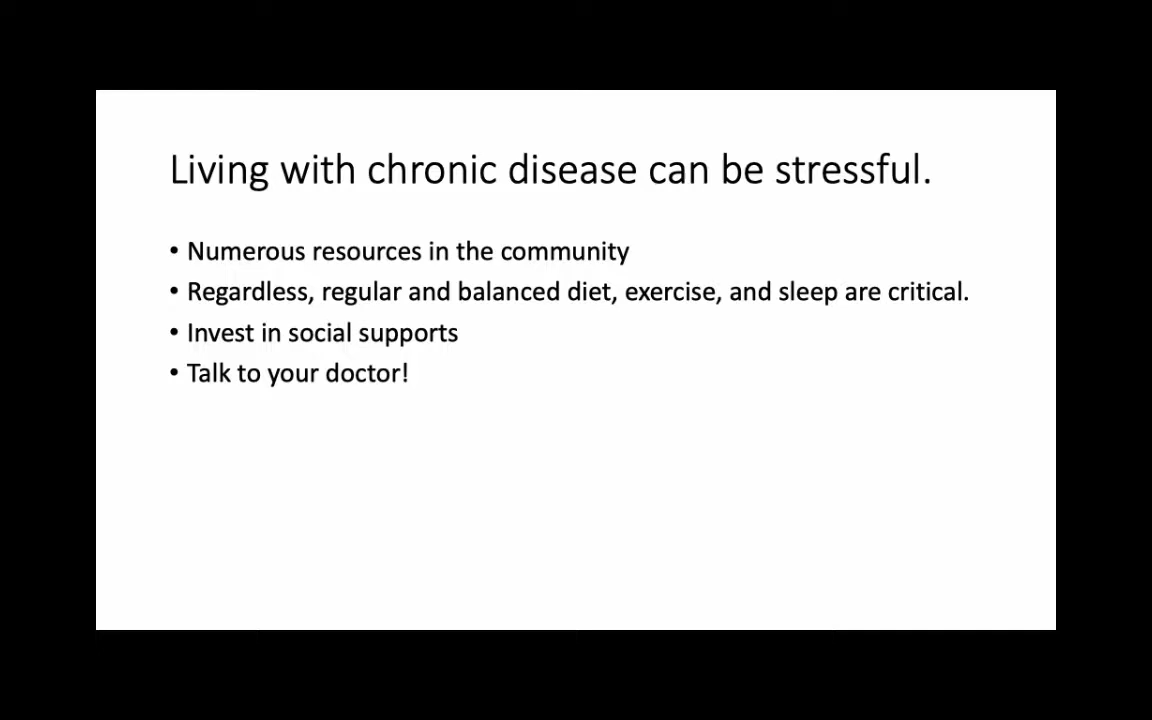 Living with chronic disease can be stressful.
• Numerous resources in the community
• Regardless, regular and balanced diet, exercise, and sleep are critical.
• Invest in social supports
• Talk to your doctor!